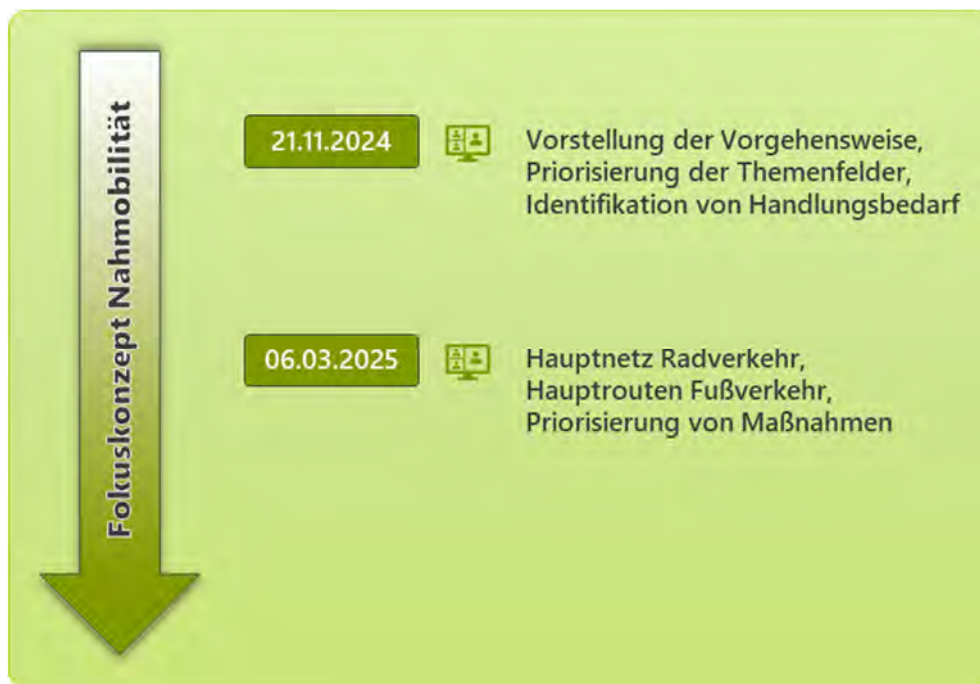 Fokuskonzept Nahmobilität
21.11.2024
Vorstellung der Vorgehensweise,
Priorisierung der Themenfelder,
Identifikation von Handlungsbedarf
06.03.2025
Hauptnetz Radverkehr,
Hauptrouten Fußverkehr,
Priorisierung von Maßnahmen